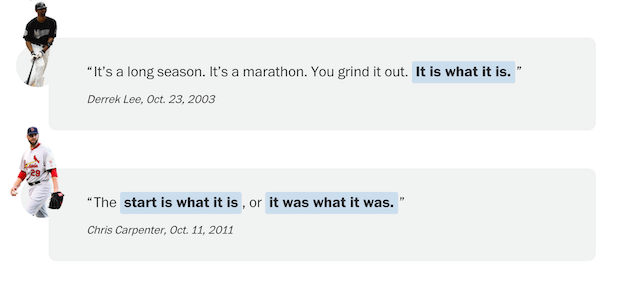 “It’s a long season. It’s a marathon. You grind it out. It is what it is.”
Derrek Lee, Oct. 23, 2003
“The start is what it is, or it was what it was.”
Chris Carpenter, Oct. 11, 2011
29